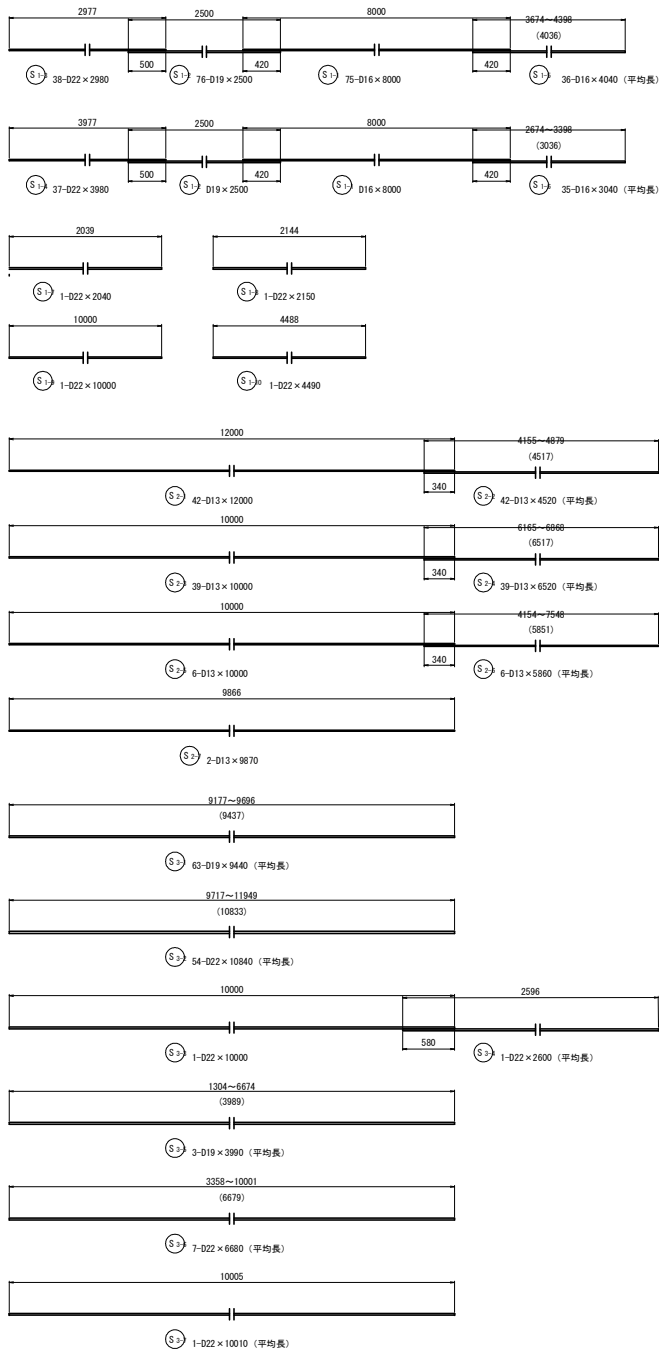 2977 2500 8000 3674～4398
(4036)
500 420 420
S1-3 38-D22×2980 S1-2 76-D19×2500 S1-1 75-D16×8000 S1-5 36-D16×4040 (平均長)
3977 2500 8000 2674～3398
(3036)
500 420 420
S1-4 37-D22×3980 S1-2 D19×2500 S1-1 D16×8000 S1-6 35-D16×3040 (平均長)
2039 2144
S1-7 1-D22×2040 S1-8 1-D22×2150
10000 4488
S1-9 1-D22×10000 S1-10 1-D22×4490
12000 4155～4879
(4517)
340
S2-1 42-D13×12000 S2-2 42-D13×4520 (平均長)
10000 6165～6868
(6517)
340
S2-3 39-D13×10000 S2-4 39-D13×6520 (平均長)
10000 4154～7548
(5851)
340
S2-5 6-D13×10000 S2-6 6-D13×5860 (平均長)
9866
S2-7 2-D13×9870
9177～9696
(9437)
S3-1 63-D19×9440 (平均長)
9717～11949
(10833)
S3-2 54-D22×10840 (平均長)
10000 2596
580
S3-3 1-D22×10000 S3-4 1-D22×2600 (平均長)
1304～6674
(3989)
S3-5 3-D19×3990 (平均長)
3358～10001
(6679)
S3-6 7-D22×6680 (平均長)
10005
S3-7 1-D22×10010 (平均長)